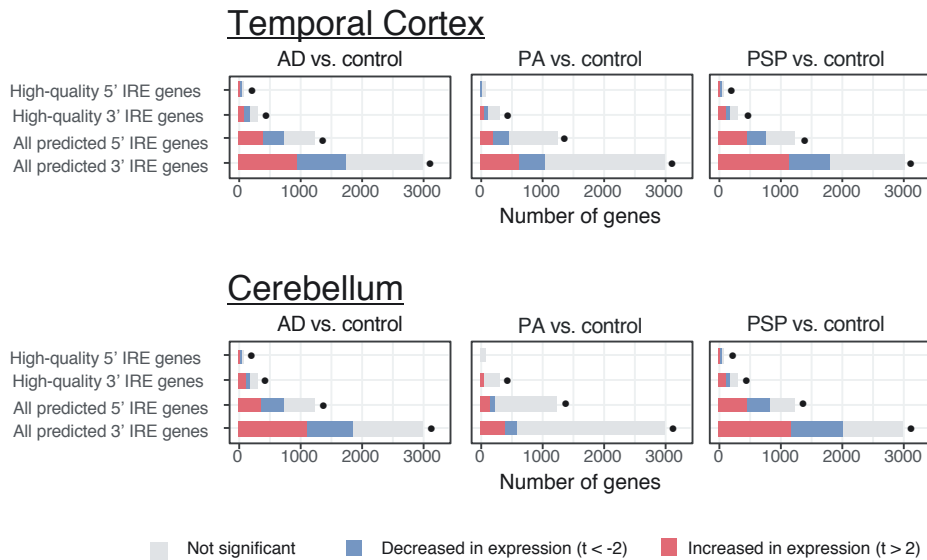 Temporal Cortex
AD vs. control PA vs. control PSP vs. control
High-quality 5’ IRE genes
High-quality 3’ IRE genes
All predicted 5’ IRE genes
All predicted 3’ IRE genes
0 1000 2000 3000 0 1000 2000 3000 0 1000 2000 3000
Number of genes
Cerebellum
AD vs. control PA vs. control PSP vs. control
High-quality 5’ IRE genes
High-quality 3’ IRE genes
All predicted 5’ IRE genes
All predicted 3’ IRE genes
0 1000 2000 3000 0 1000 2000 3000 0 1000 2000 3000
Number of genes
Not significant Decreased in expression (t < -2) Increased in expression (t > 2)